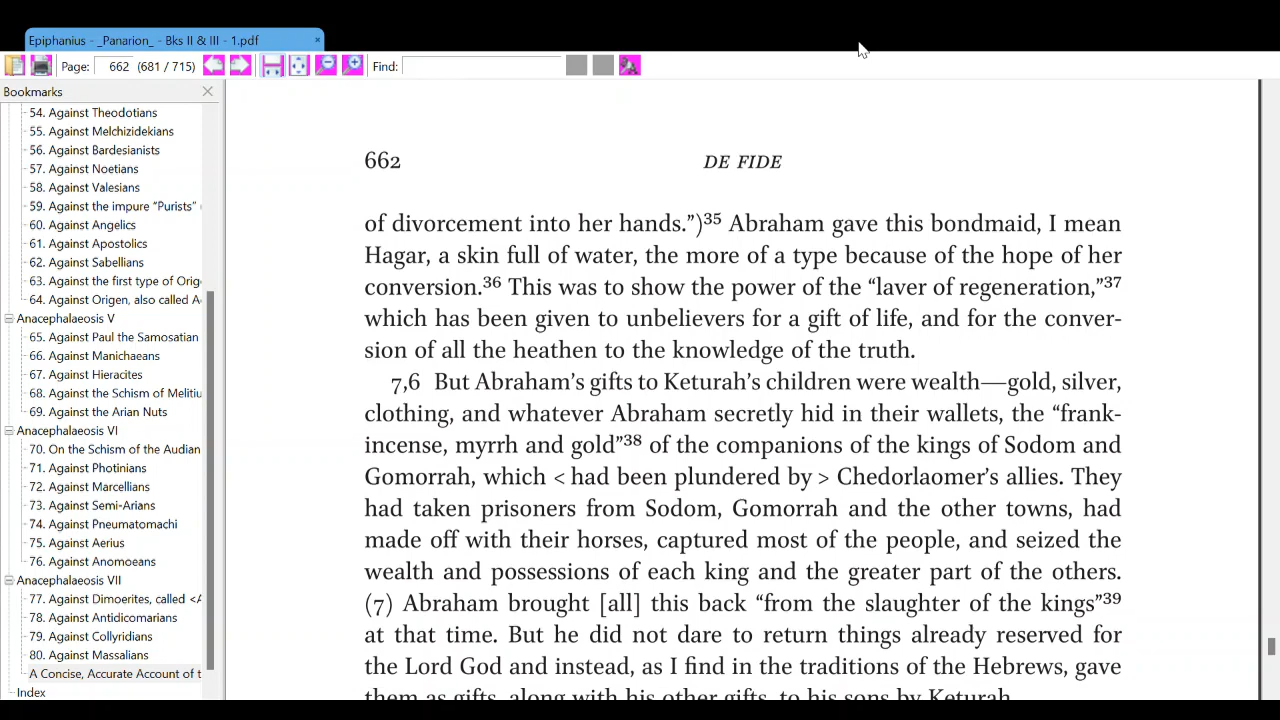 Epiphanius - _Panarion_ - Bks II & III - 1.pdf
Page: 662 (681 / 715) Find:
Bookmarks
54. Against Theodotians
55. Against Melchizidekians
56. Against Bardesianists
57. Against Noetians
58. Against Valesians
59. Against the impure “Purists”
60. Against Angelics
61. Against Apostolics
62. Against Sabellians
63. Against the first type of Orig
64. Against Origen, also called A
Anacephalaeosis V
65. Against Paul the Samosatian
66. Against Manichaeans
67. Against Hieracites
68. Against the Schism of Melitiu
69. Against the Arian Nuts
Anacephalaeosis VI
70. On the Schism of the Audian
71. Against Photinians
72. Against Marcellians
73. Against Semi-Arians
74. Against Pneumatomachi
75. Against Aerius
76. Against Anomoeans
Anacephalaeosis VII
77. Against Dimoerites, called <A
78. Against Antidicomarians
79. Against Collyridians
80. Against Massalians
A Concise, Accurate Account of t
Index
662 DE FIDE
of divorcement into her hands.”)35 Abraham gave this bondmaid, I mean
Hagar, a skin full of water, the more of a type because of the hope of her
conversion.36 This was to show the power of the “laver of regeneration,”37
which has been given to unbelievers for a gift of life, and for the conver-
sion of all the heathen to the knowledge of the truth.
7,6 But Abraham’s gifts to Keturah’s children were wealth—gold, silver,
clothing, and whatever Abraham secretly hid in their wallets, the “frank-
incense, myrrh and gold”38 of the companions of the kings of Sodom and
Gomorrah, which < had been plundered by > Chedorlaomer’s allies. They
had taken prisoners from Sodom, Gomorrah and the other towns, had
made off with their horses, captured most of the people, and seized the
wealth and possessions of each king and the greater part of the others.
(7) Abraham brought [all] this back “from the slaughter of the kings”39
at that time. But he did not dare to return things already reserved for
the Lord God and instead, as I find in the traditions of the Hebrews, gave
them as gifts, along with his other gifts, to his sons by Keturah.